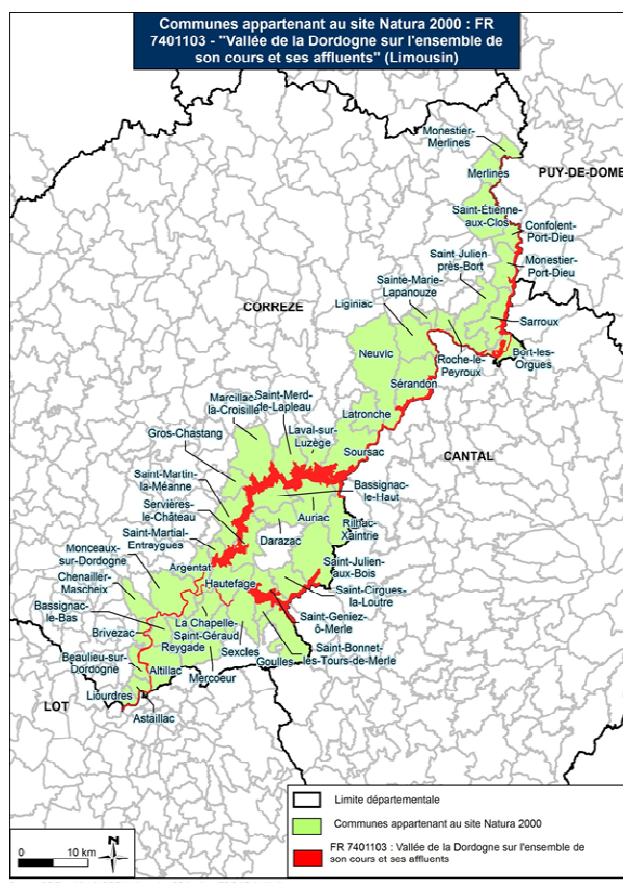 Communes appartenant au site Natura 2000 : FR
7401103 - "Vallée de la Dordogne sur l'ensemble de
son cours et ses affluents" (Limousin)
Monestier-
Merlines
PUY-DE-DOME
Merlines
Saint-Étienne-
aux-Clos
Confolent-
Port-Dieu
Saint-Julien
près-Bort
Monestier-
Port-Dieu
Sainte-Marie-
Lapanouze
CORREZE
Liginiac
Sarroux
Neuvic
Roche-le-
Peyroux
Bort-les-
Orgues
Sérandon
Marcillac
la-Croisille
Saint-Merd-
de-Lapleau
Latronche
Gros-Chastang
Laval-sur-
Luzège
Soursac
CANTAL
Saint-Martin-
la-Méanne
Bassignac-
le-Haut
Servières-
le-Château
Auriac
Rilhac-
Xaintrie
Saint-Martial-
Entraygues
Darazac
Monceaux-
sur-Dordogne
Argentat
Saint-Julien-
aux-Bois
Chenailler-
Mascheix
Hautefage
Saint-Cirgues-
la-Loutre
Bassignac-
le-Bas
Saint-Geniez-
ô-Merle
Brivezac
La Chapelle-
Saint-Géraud
Reygade
Sexcles
Saint-Bonnet-
les-Tours-de-Merle
Goulles
Beaulieu-sur-
Dordogne
Altillac
Mercoeur
Liourdres
LOT
Astaillac
Limite départementale
Communes appartenant au site Natura 2000
FR 7401103 : Vallée de la Dordogne sur l'ensemble de
son cours et ses affluents
N
0 10 km